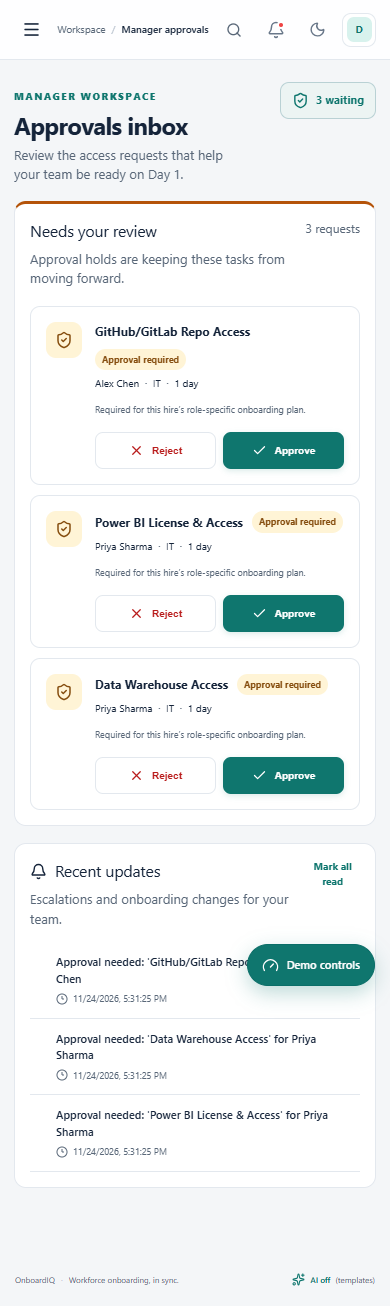 Workspace / Manager approvals
D
MANAGER WORKSPACE
3 waiting
Approvals inbox
Review the access requests that help
your team be ready on Day 1.
Needs your review
3 requests
Approval holds are keeping these tasks from
moving forward.
GitHub/GitLab Repo Access
Approval required
Alex Chen · IT · 1 day
Required for this hire's role-specific onboarding plan.
Reject
Approve
Power BI License & Access
Approval required
Priya Sharma · IT · 1 day
Required for this hire's role-specific onboarding plan.
Reject
Approve
Data Warehouse Access
Approval required
Priya Sharma · IT · 1 day
Required for this hire's role-specific onboarding plan.
Reject
Approve
Recent updates
Mark all
read
Escalations and onboarding changes for your
team.
Approval needed: 'GitHub/GitLab
Chen
Demo controls
11/24/2026, 5:31:25 PM
Approval needed: 'Data Warehouse Access' for Priya
Sharma
11/24/2026, 5:31:25 PM
Approval needed: 'Power BI License & Access' for Priya
Sharma
11/24/2026, 5:31:25 PM
OnboardIQ · Workforce onboarding, in sync.
AI off (templates)